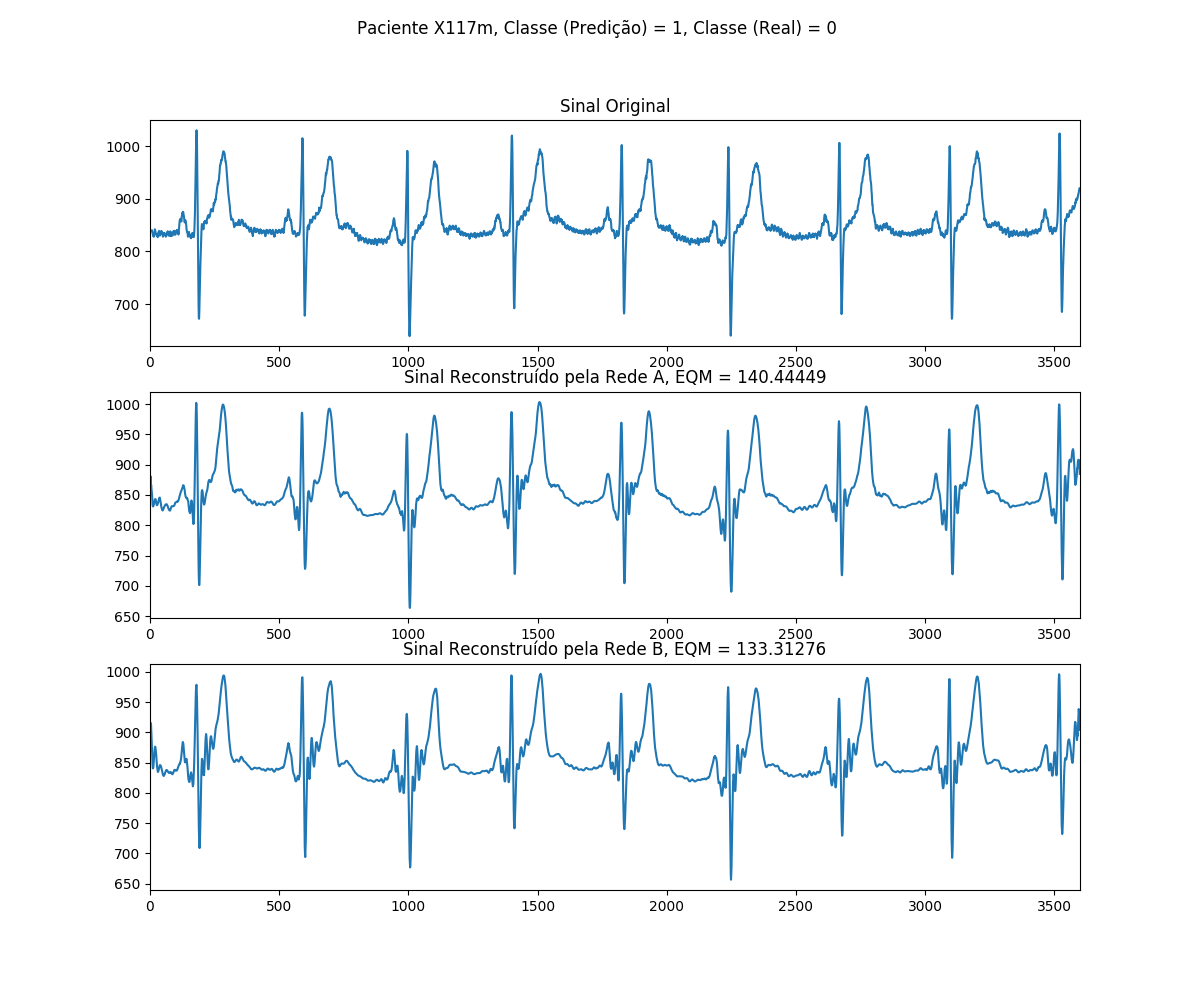 Paciente X117m, Classe (Predição) = 1, Classe (Real) = 0
Sinal Original
1000
900
800
700
0 500 1000 1500 2000 2500 3000 3500
Sinal Reconstruído pela Rede A, EQM = 140.44449
1000
950
900
850
800
750
700
650
0 500 1000 1500 2000 2500 3000 3500
Sinal Reconstruído pela Rede B, EQM = 133.31276
1000
950
900
850
800
750
700
650
0 500 1000 1500 2000 2500 3000 3500